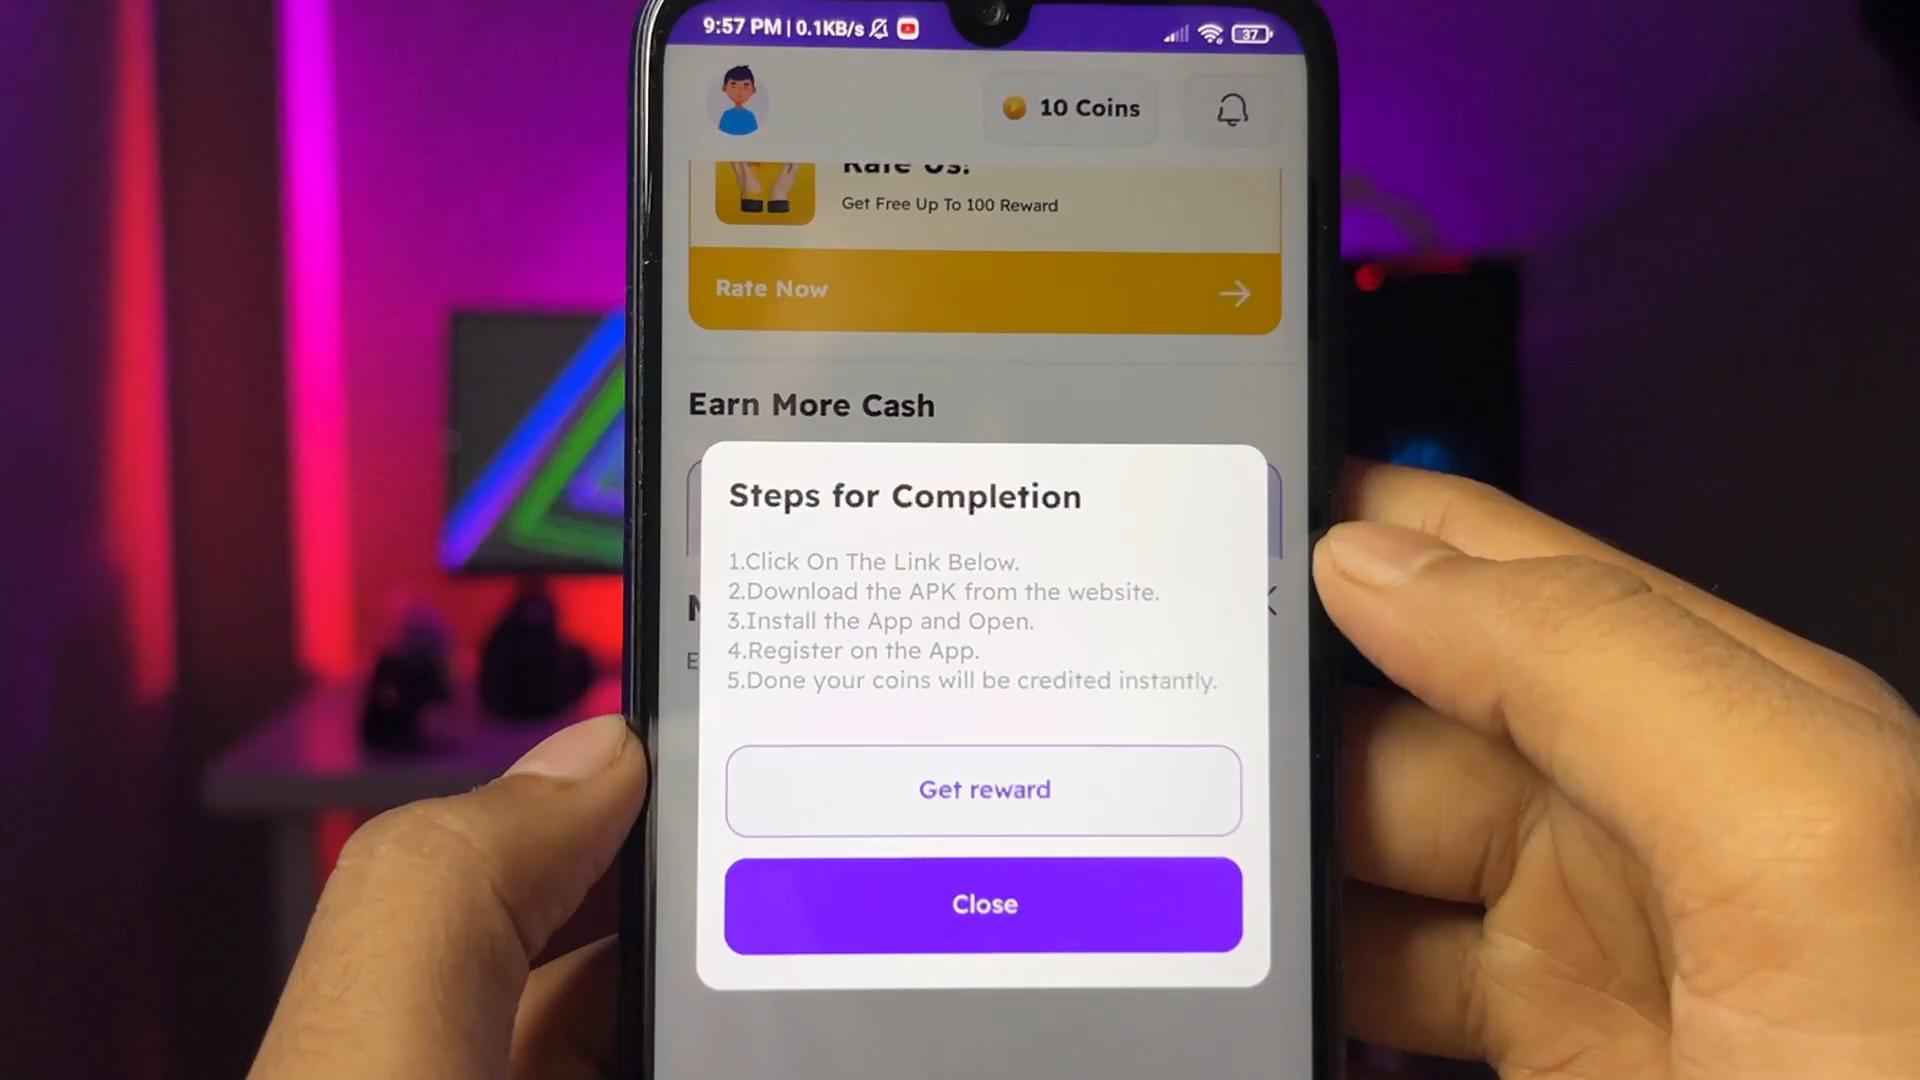 9:57 PM | 0.1KB/s
37
10 Coins
Rate Us!
Get Free Up To 100 Reward
Rate Now
Earn More Cash
Steps for Completion
1.Click On The Link Below.
2.Download the APK from the website.
3.Install the App and Open.
4.Register on the App.
5.Done your coins will be credited instantly.
Get reward
Close